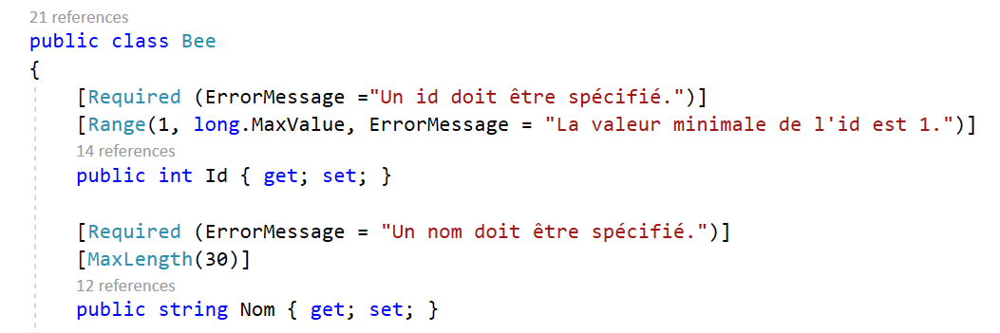 21 references
public class Bee
{
[Required (ErrorMessage ="Un id doit être spécifié.")]
[Range(1, long.MaxValue, ErrorMessage = "La valeur minimale de l'id est 1.")]
14 references
public int Id { get; set; }
[Required (ErrorMessage = "Un nom doit être spécifié.")]
[MaxLength(30)]
12 references
public string Nom { get; set; }